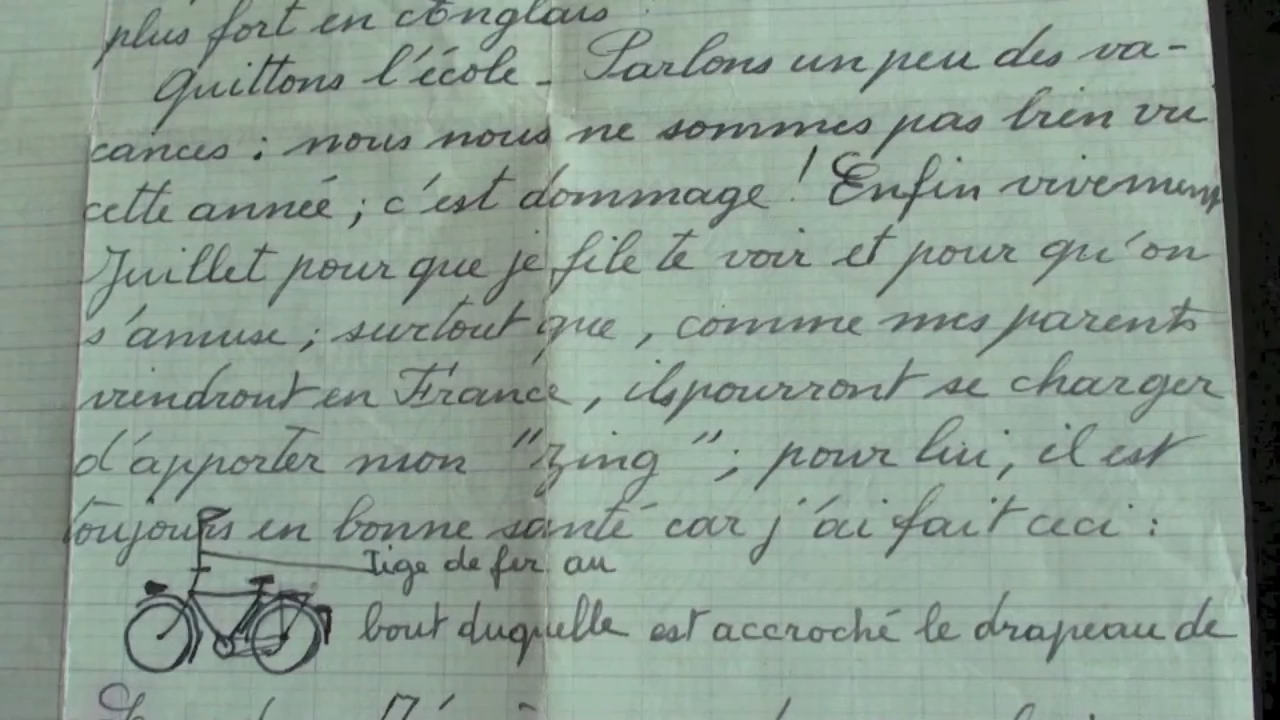 plus fort en Anglais.
Quittons l'école _ Parlons un peu des va-
cances : nous nous ne sommes pas bien vu
cette année ; c'est dommage ! Enfin vivement
Juillet pour que je file te voir et pour qu'on
s'amuse ; surtout que, comme mes parents
viendront en France, ils pourront se charger
d'apporter mon "zing" ; pour lui, il est
toujours en bonne santé car j'ai fait ceci :
Tige de fer au
bout duquelle est accroché le drapeau de